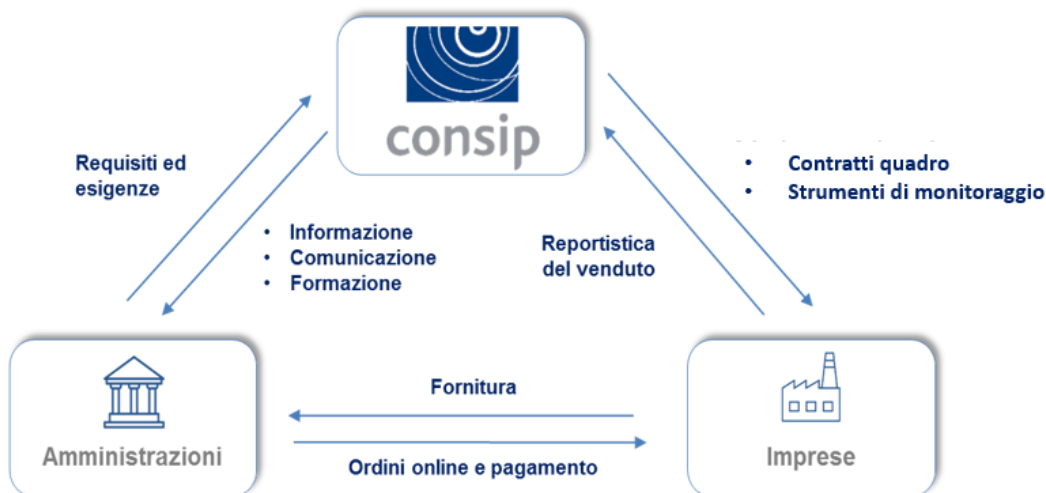 consip
Requisiti ed
esigenze
• Contratti quadro
• Strumenti di monitoraggio
• Informazione
• Comunicazione
• Formazione
Reportistica
del venduto
Fornitura
Amministrazioni
Imprese
Ordini online e pagamento